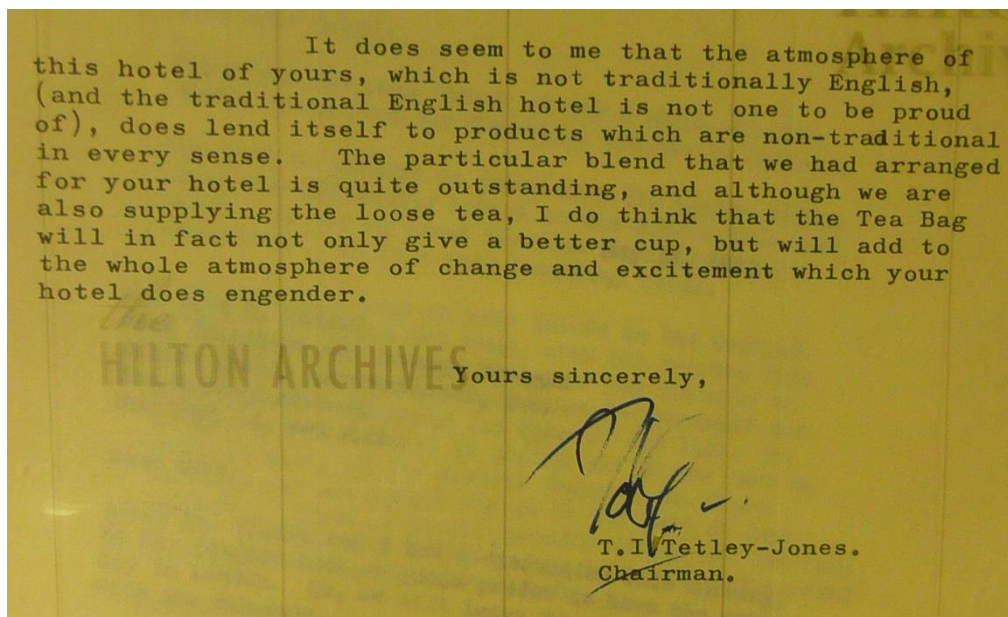 Archiv
It does seem to me that the atmosphere of
this hotel of yours, which is not traditionally English,
(and the traditional English hotel is not one to be proud
of), does lend itself to products which are non-traditional
in every sense. The particular blend that we had arranged
for your hotel is quite outstanding, and although we are
also supplying the loose tea, I do think that the Tea Bag
will in fact not only give a better cup, but will add to
the whole atmosphere of change and excitement which your
hotel does engender.
the
HILTON ARCHIVES
Yours sincerely,
T.I.Tetley-Jones.
Chairman.